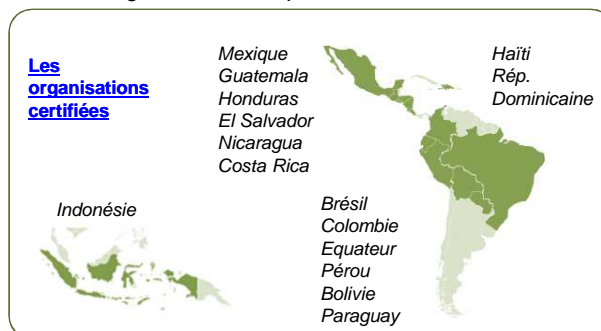 Les
organisations
certifiées
Mexique
Guatemala
Honduras
El Salvador
Nicaragua
Costa Rica
Haïti
Rép.
Dominicaine
Indonésie
Brésil
Colombie
Equateur
Pérou
Bolivie
Paraguay